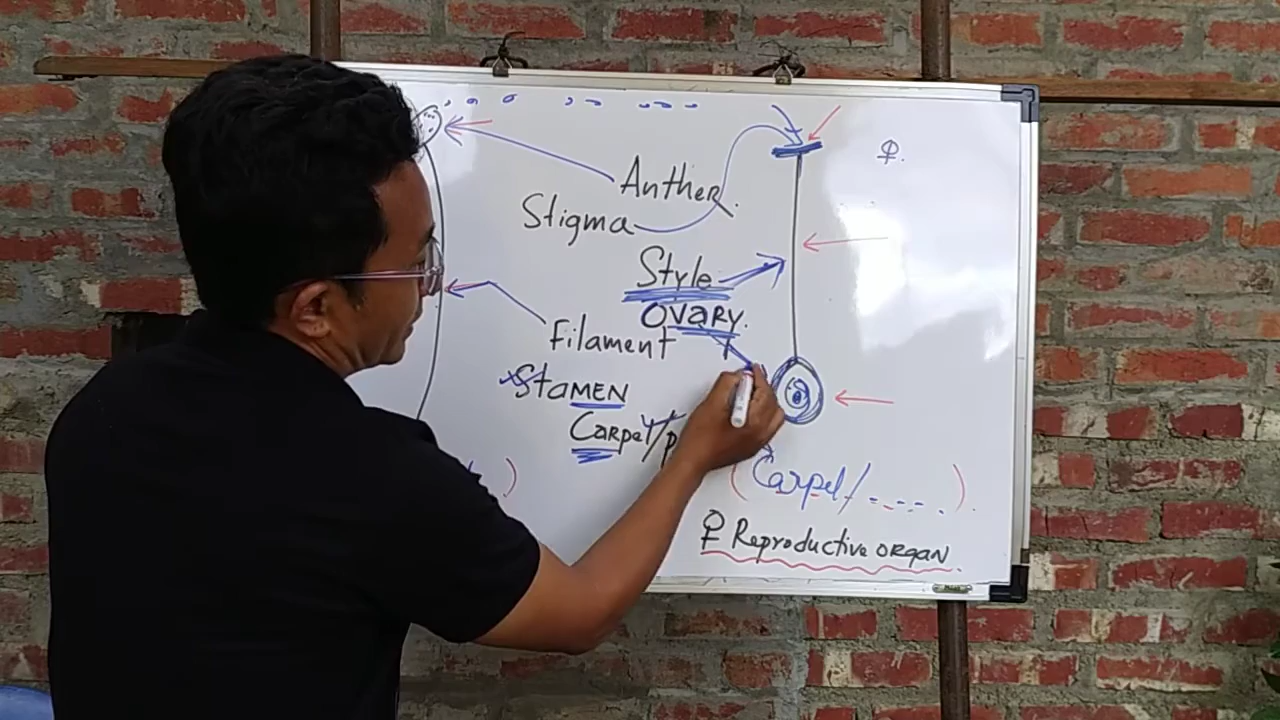 ♀.
Anther.
Stigma
Style
OVARY.
Filament
StaMEN
Carpel/p
(Carpel/-----).
♀ Reproductive ORGAN.